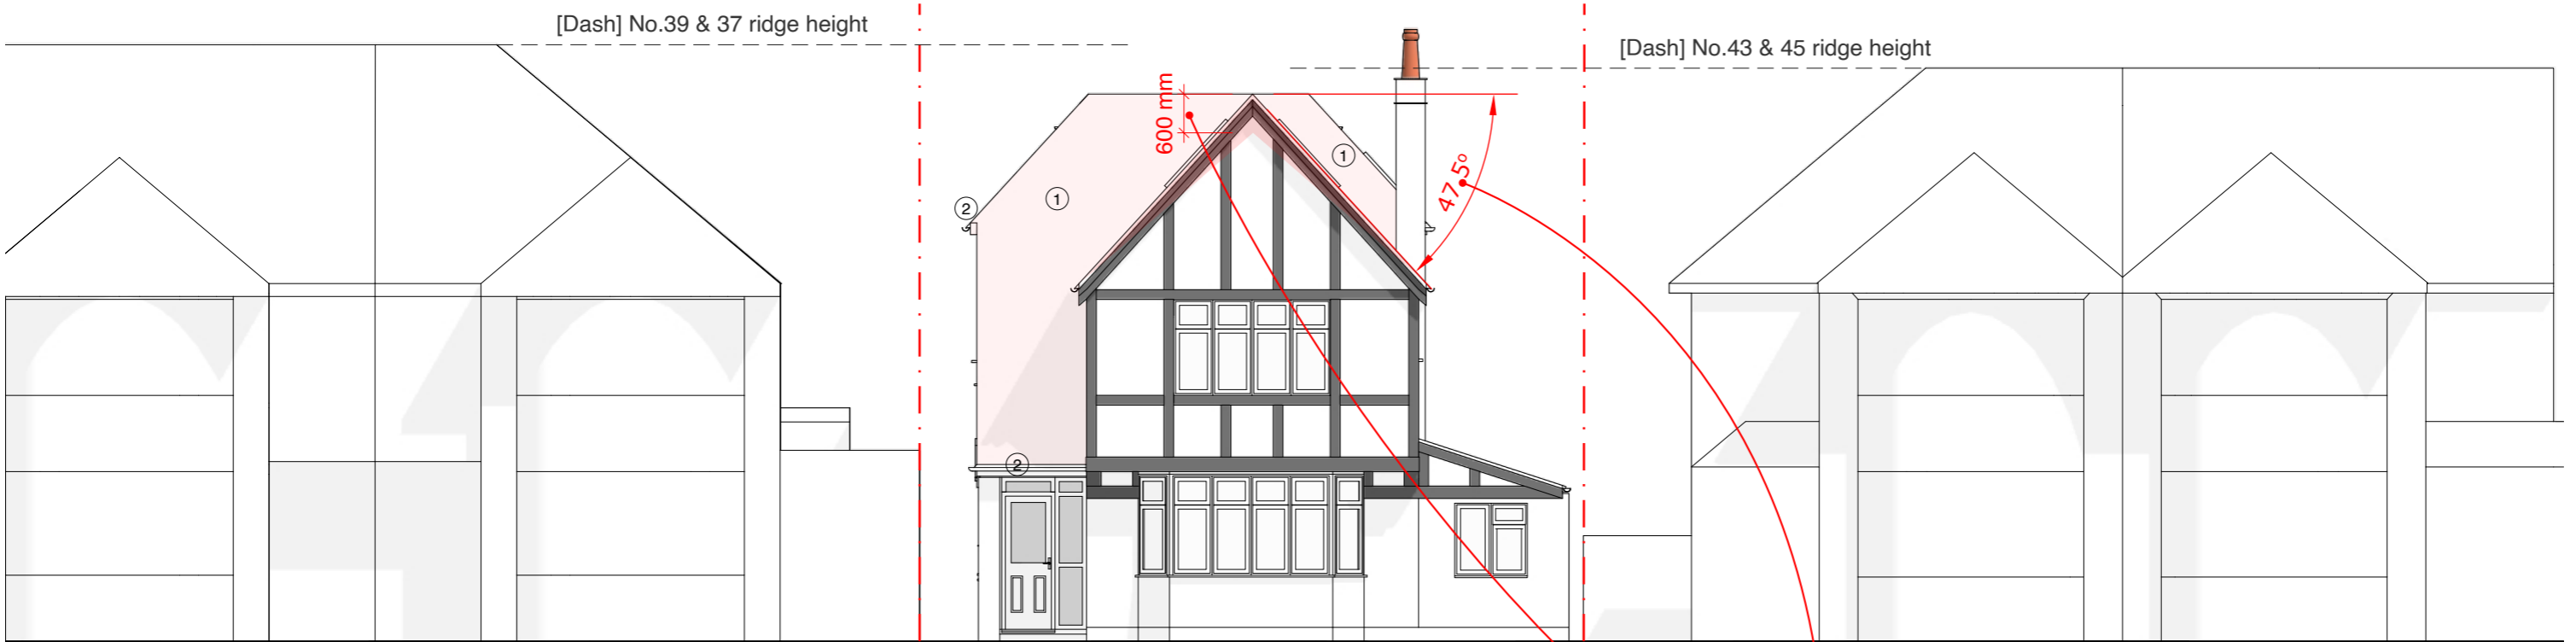 [Dash] No.39 & 37 ridge height
[Dash] No.43 & 45 ridge height
600 mm
47.5º
1
1
2
2